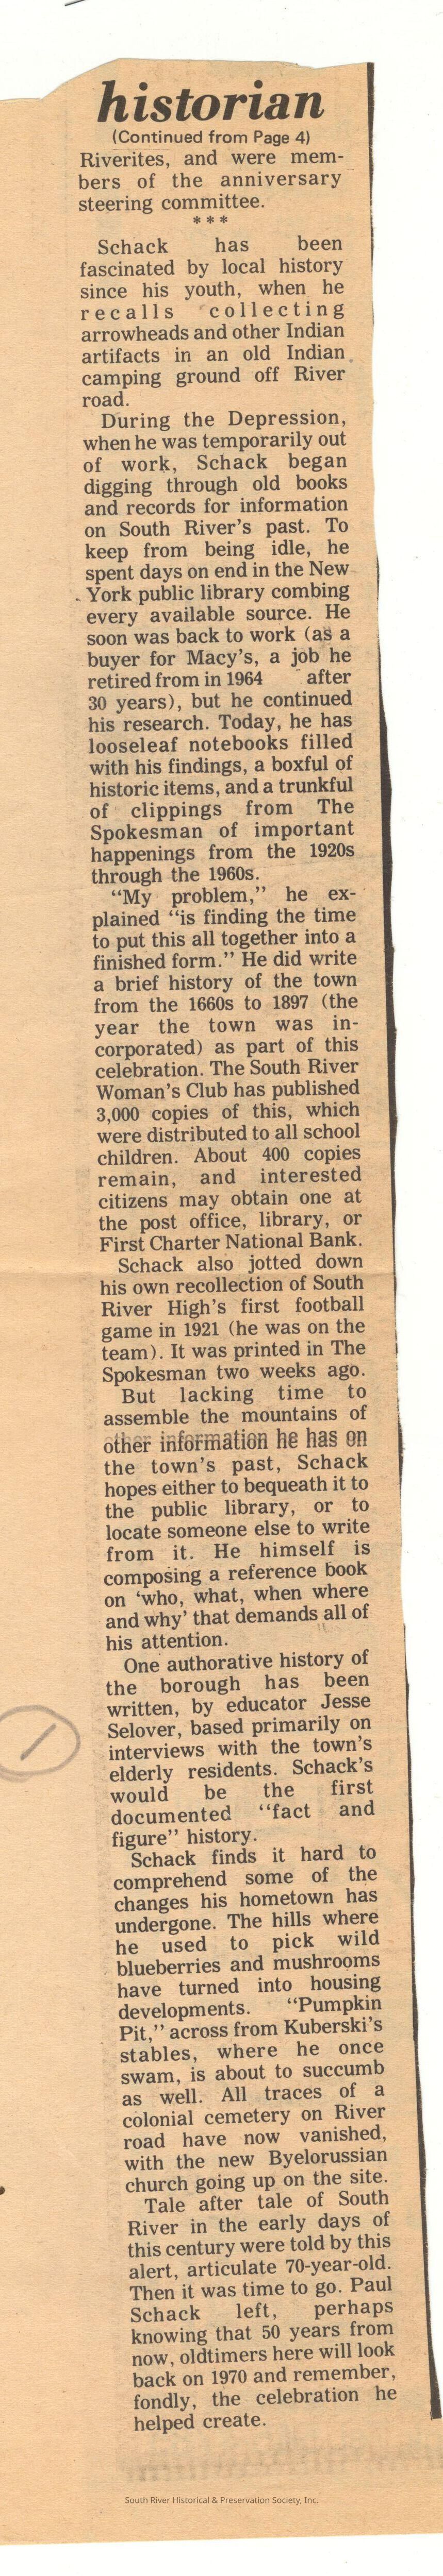 historian
(Continued from Page 4)
Riverites, and were mem-
bers of the anniversary
steering committee.
***
Schack has been
fascinated by local history
since his youth, when he
recalls collecting
arrowheads and other Indian
artifacts in an old Indian
camping ground off River
road.
During the Depression,
when he was temporarily out
of work, Schack began
digging through old books
and records for information
on South River's past. To
keep from being idle, he
spent days on end in the New
York public library combing
every available source. He
soon was back to work (as a
buyer for Macy's, a job he
retired from in 1964 after
30 years), but he continued
his research. Today, he has
looseleaf notebooks filled
with his findings, a boxful of
historic items, and a trunkful
of clippings from The
Spokesman of important
happenings from the 1920s
through the 1960s.
"My problem," he ex-
plained "is finding the time
to put this all together into a
finished form." He did write
a brief history of the town
from the 1660s to 1897 (the
year the town was in-
corporated) as part of this
celebration. The South River
Woman's Club has published
3,000 copies of this, which
were distributed to all school
children. About 400 copies
remain, and interested
citizens may obtain one at
the post office, library, or
First Charter National Bank.
Schack also jotted down
his own recollection of South
River High's first football
game in 1921 (he was on the
team). It was printed in The
Spokesman two weeks ago.
But lacking time to
assemble the mountains of
other information he has on
the town's past, Schack
hopes either to bequeath it to
the public library, or to
locate someone else to write
from it. He himself is
composing a reference book
on 'who, what, when where
and why' that demands all of
his attention.
One authorative history of
the borough has been
written, by educator Jesse
Selover, based primarily on
interviews with the town's
elderly residents. Schack's
would be the first
documented "fact and
figure" history.
Schack finds it hard to
comprehend some of the
changes his hometown has
undergone. The hills where
he used to pick wild
blueberries and mushrooms
have turned into housing
developments. "Pumpkin
Pit," across from Kuberski's
stables, where he once
swam, is about to succumb
as well. All traces of a
colonial cemetery on River
road have now vanished,
with the new Byelorussian
church going up on the site.
Tale after tale of South
River in the early days of
this century were told by this
alert, articulate 70-year-old.
Then it was time to go. Paul
Schack left, perhaps
knowing that 50 years from
now, oldtimers here will look
back on 1970 and remember,
fondly, the celebration he
helped create.
South River Historical & Preservation Society, Inc.